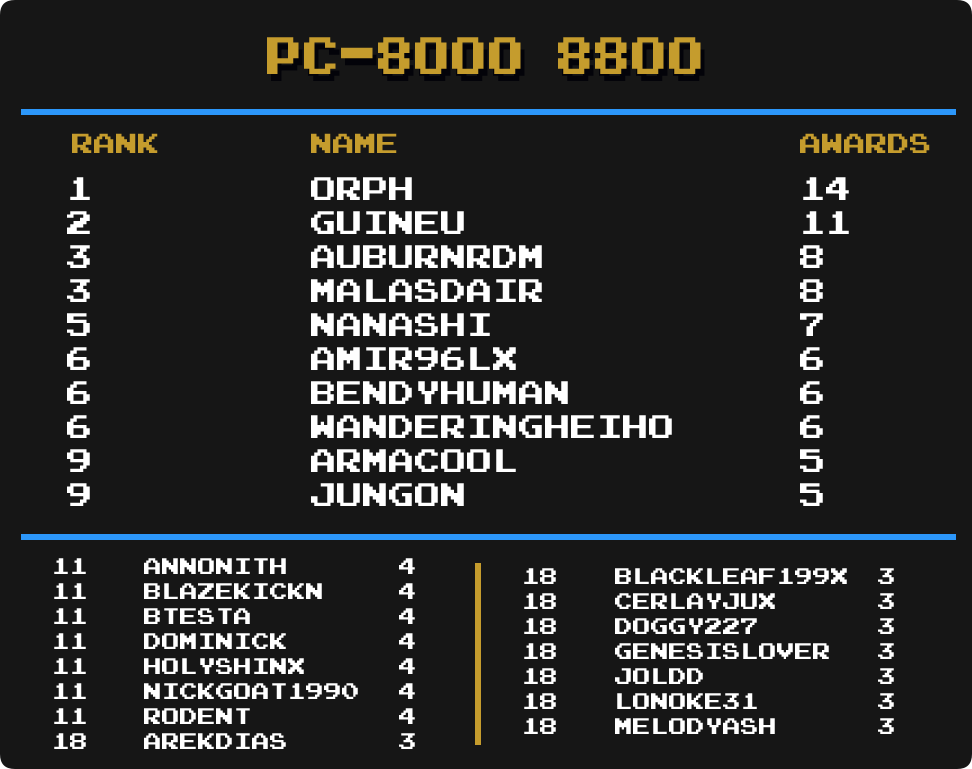 PC-8000 8800
RANK NAME AWARDS
1 ORPH 14
2 GUINEU 11
3 AUBURNRDM 8
3 MALASDAIR 8
5 NANASHI 7
6 AMIR96LX 6
6 BENDYHUMAN 6
6 WANDERINGHEIHO 6
9 ARMACOOL 5
9 JUNGON 5
11 ANNONITH 4
11 BLAZEKICKN 4
11 BTESTA 4
11 DOMINICK 4
11 HOLYSHINX 4
11 NICKGOAT1990 4
11 RODENT 4
18 AREKDIAS 3
18 BLACKLEAF199X 3
18 CERLAYJUX 3
18 DOGGY227 3
18 GENESISLOVER 3
18 JOLDD 3
18 LONOKE31 3
18 MELODYASH 3